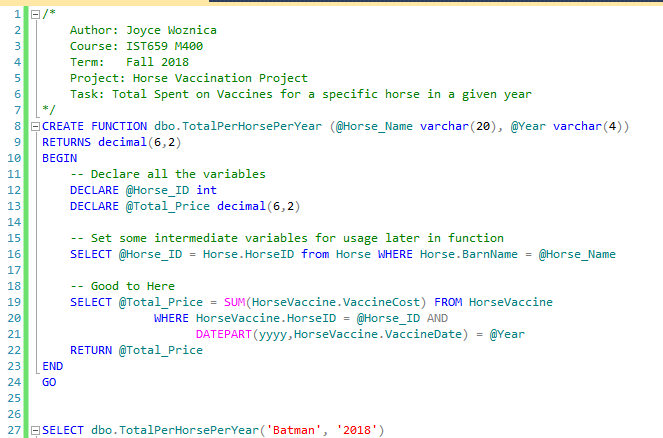 1 /*
2 Author: Joyce Woznica
3 Course: IST659 M400
4 Term:   Fall 2018
5 Project: Horse Vaccination Project
6 Task: Total Spent on Vaccines for a specific horse in a given year
7 */
8 CREATE FUNCTION dbo.TotalPerHorsePerYear (@Horse_Name varchar(20), @Year varchar(4))
9 RETURNS decimal(6,2)
10 BEGIN
11 -- Declare all the variables
12 DECLARE @Horse_ID int
13 DECLARE @Total_Price decimal(6,2)
14
15 -- Set some intermediate variables for usage later in function
16 SELECT @Horse_ID = Horse.HorseID from Horse WHERE Horse.BarnName = @Horse_Name
17
18 -- Good to Here
19 SELECT @Total_Price = SUM(HorseVaccine.VaccineCost) FROM HorseVaccine
20 WHERE HorseVaccine.HorseID = @Horse_ID AND
21 DATEPART(yyyy,HorseVaccine.VaccineDate) = @Year
22 RETURN @Total_Price
23 END
24 GO
25
26
27 SELECT dbo.TotalPerHorsePerYear('Batman', '2018')